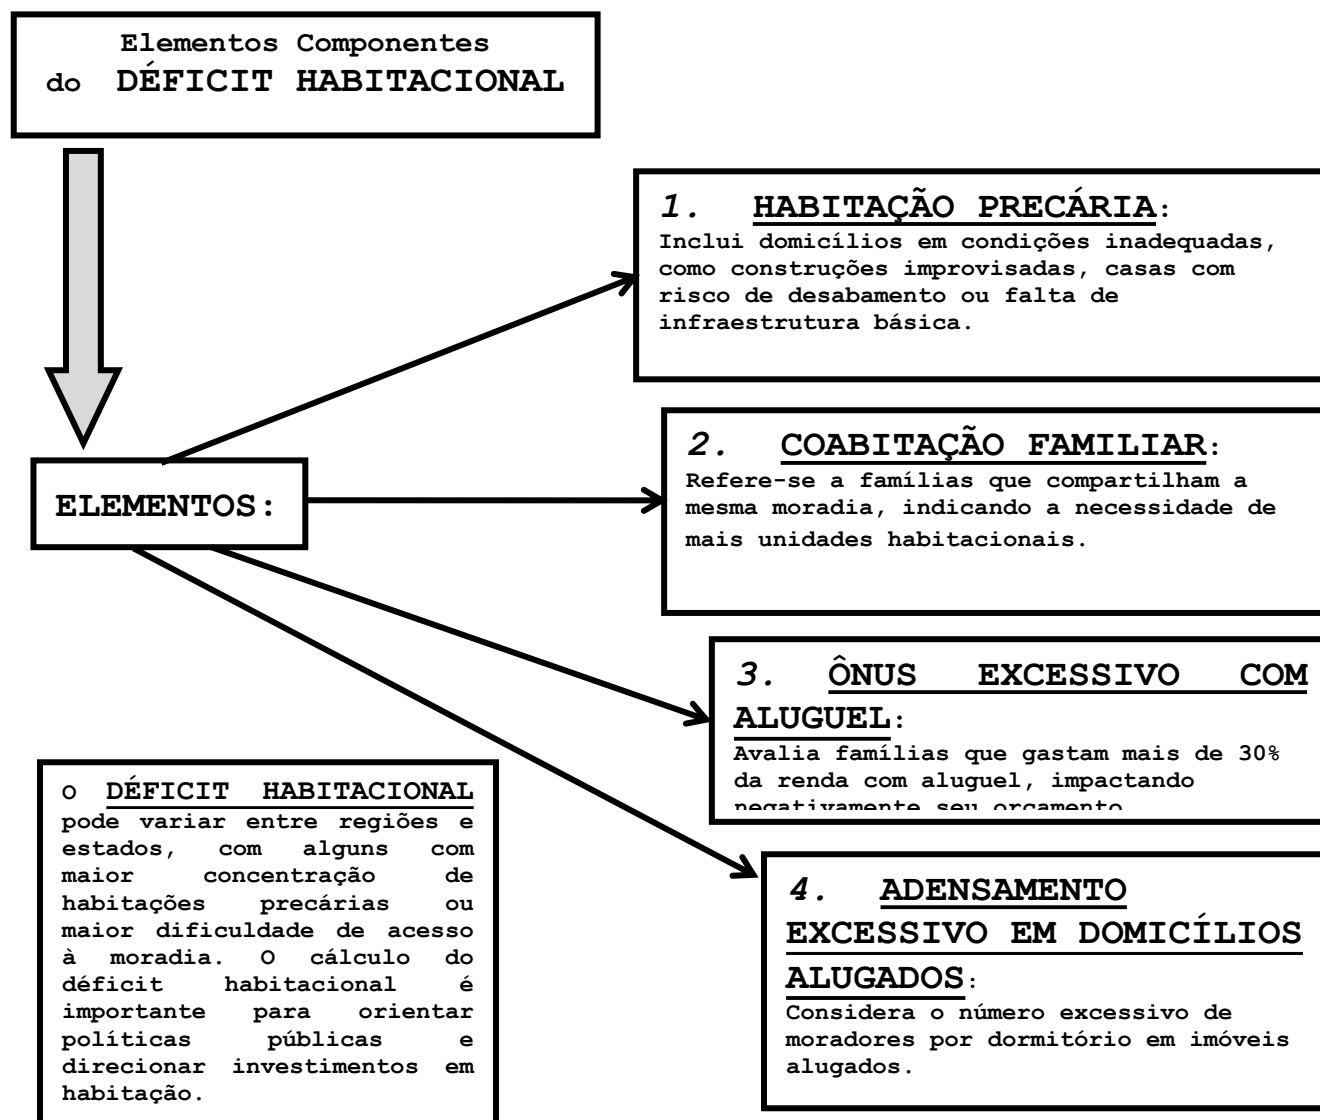 Elementos Componentes
do DÉFICIT HABITACIONAL
1. HABITAÇÃO PRECÁRIA:
Inclui domicílios em condições inadequadas,
como construções improvisadas, casas com
risco de desabamento ou falta de
infraestrutura básica.
2. COABITAÇÃO FAMILIAR:
Refere-se a famílias que compartilham a
mesma moradia, indicando a necessidade de
mais unidades habitacionais.
ELEMENTOS:
3. ÔNUS EXCESSIVO COM
ALUGUEL:
Avalia famílias que gastam mais de 30%
da renda com aluguel, impactando
negativamente seu orçamento
4. ADENSAMENTO
EXCESSIVO EM DOMICÍLIOS
ALUGADOS:
Considera o número excessivo de
moradores por dormitório em imóveis
alugados.
O DÉFICIT HABITACIONAL
pode variar entre regiões e
estados, com alguns com
maior concentração de
habitações precárias ou
maior dificuldade de acesso
à moradia. O cálculo do
déficit habitacional é
importante para orientar
políticas públicas e
direcionar investimentos em
habitação.